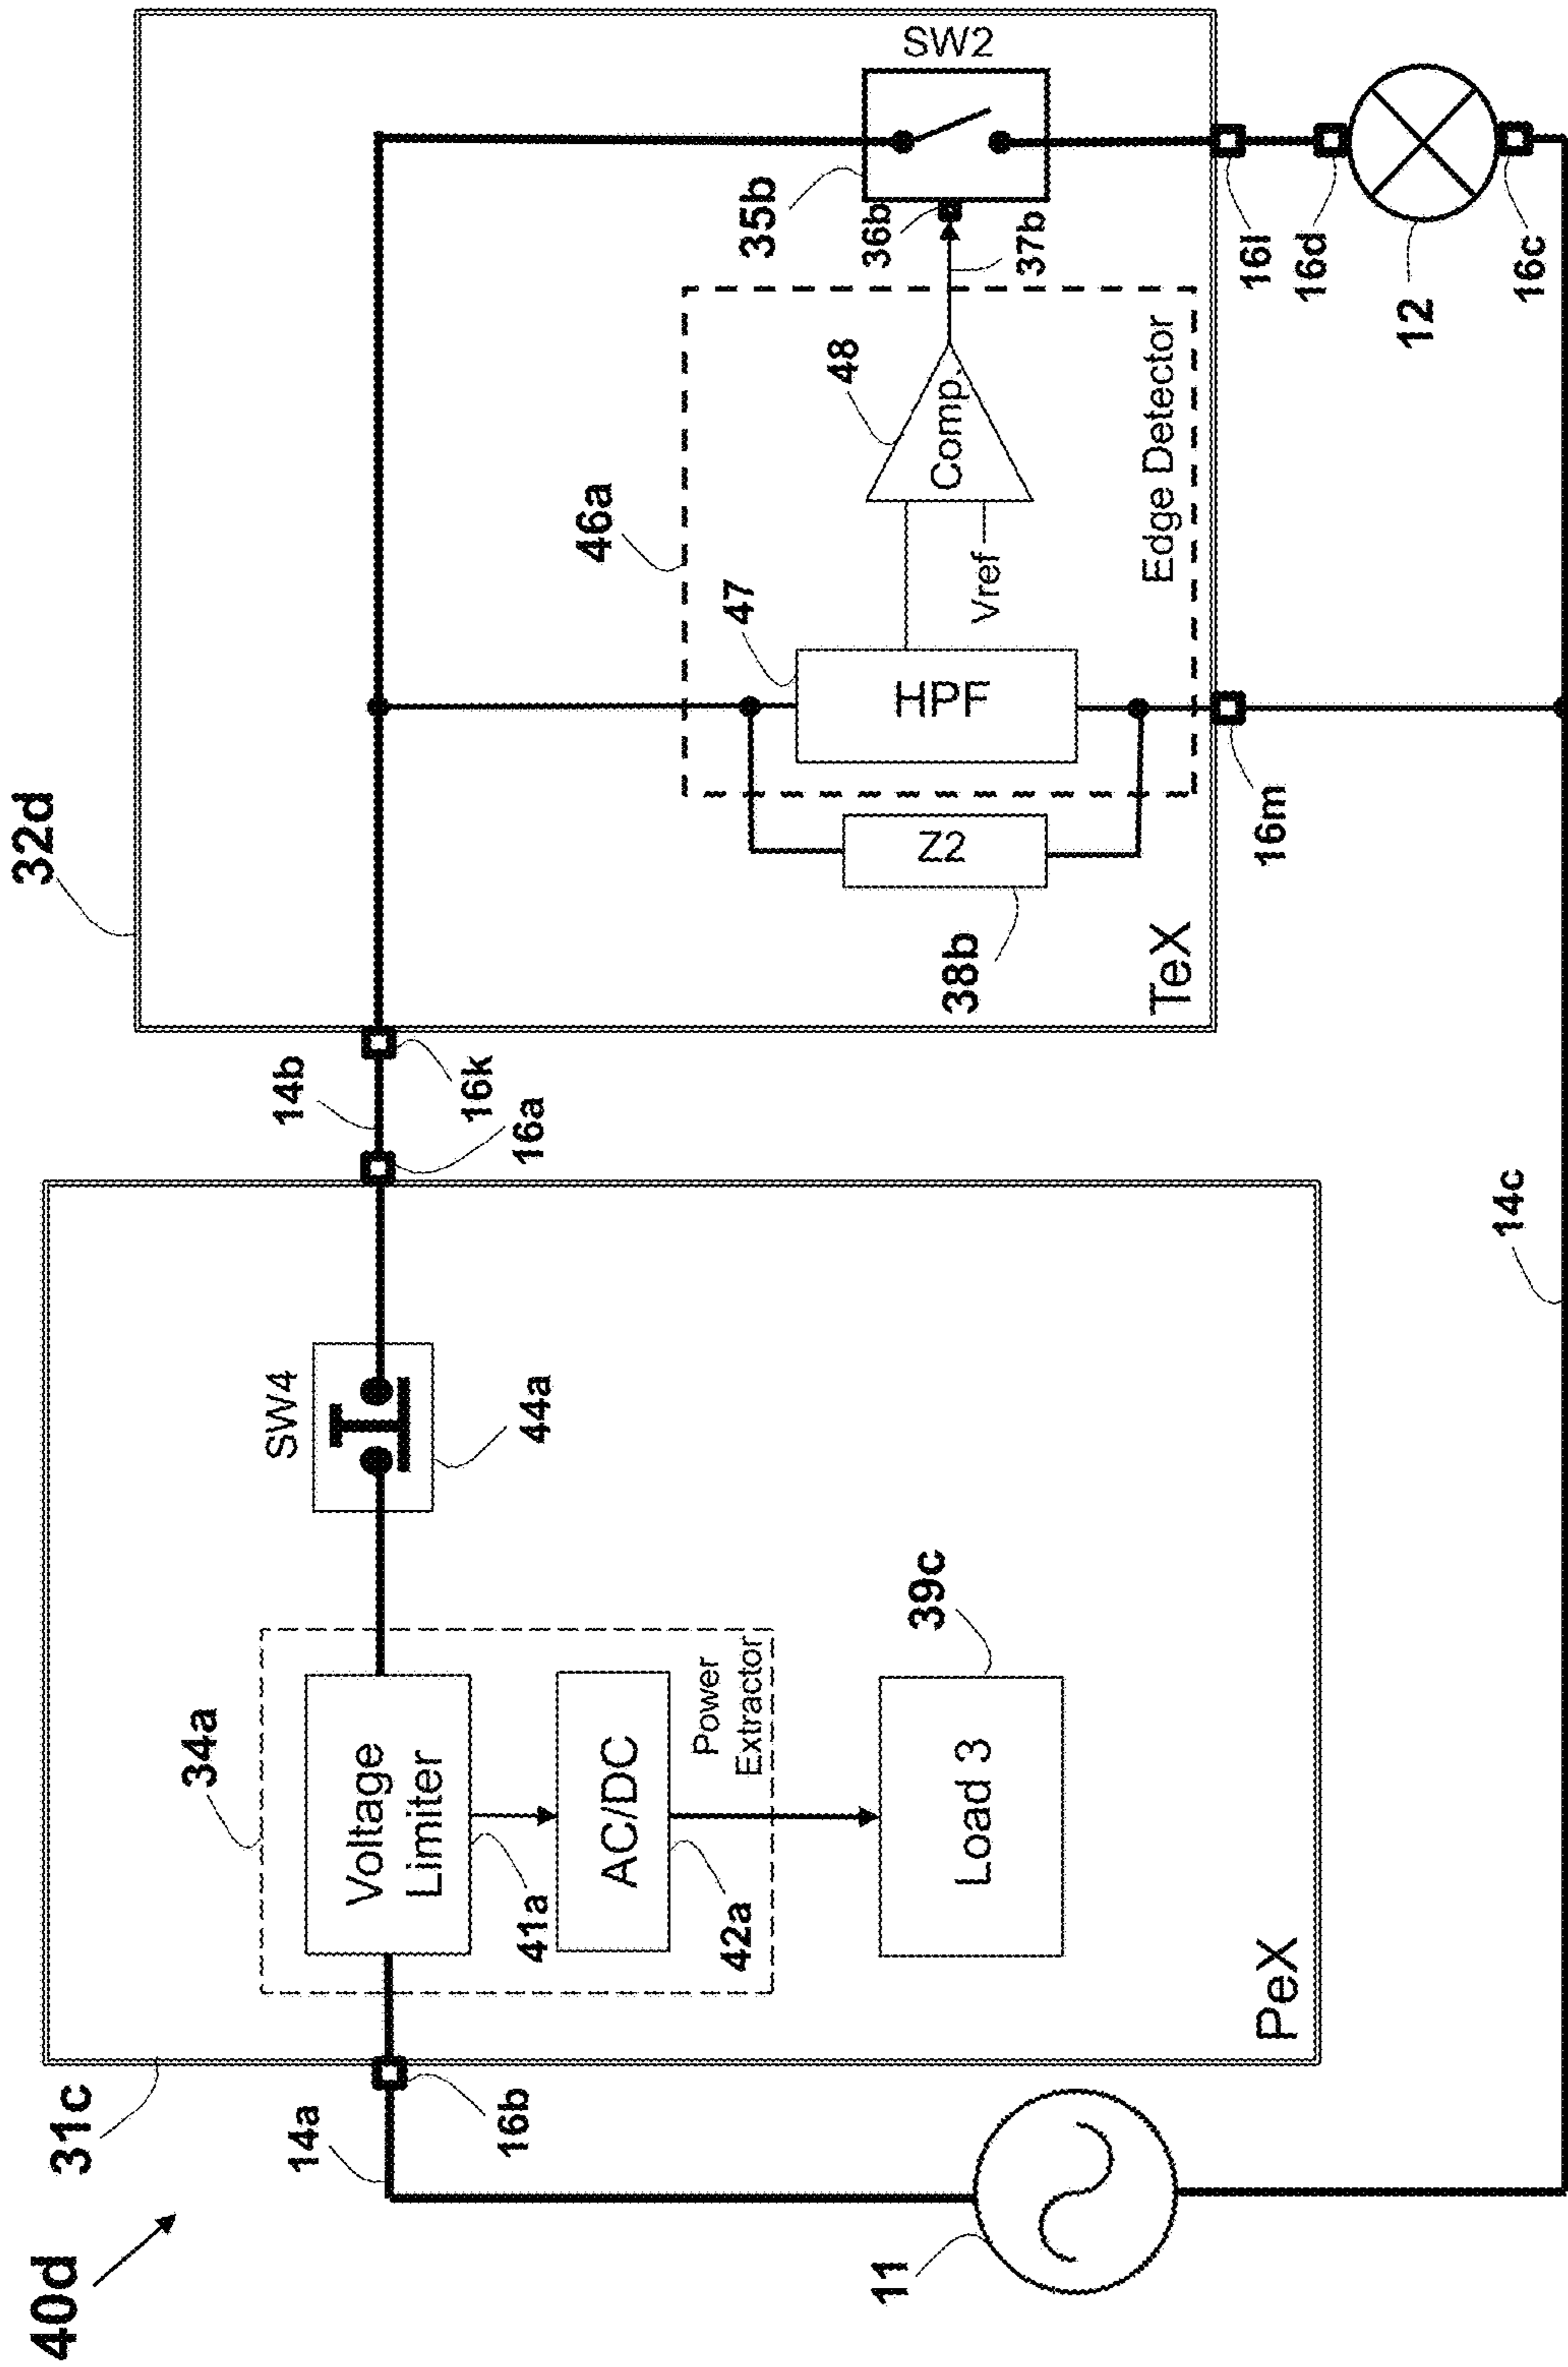 40d
31c
32d
34a
Voltage
Limiter
41a
AC/DC
42a
Power
Extractor
39c
Load 3
SW4
44a
PeX
14a
16b
11
14b
16a
16k
14c
46a
47
HPF
Z2
38b
48
Comp.
Vref
Edge Detector
TeX
35b
SW2
36b
37b
16l
16d
16m
12
16c